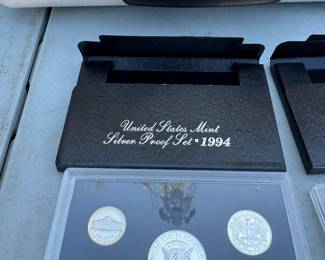 United States Mint
Silver Proof Set • 1994